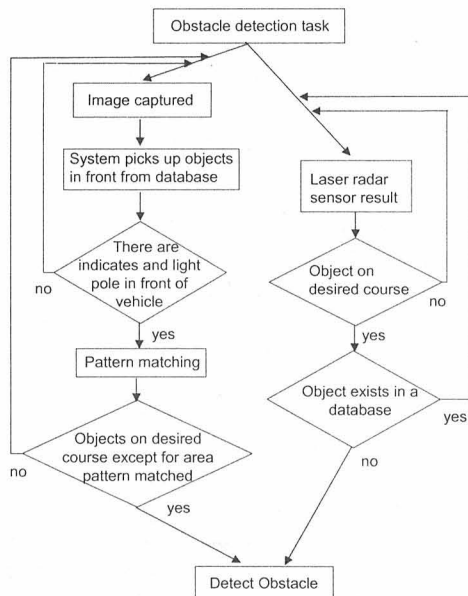 Obstacle detection task
Image captured
System picks up objects
in front from database
There are
indicates and light
pole in front of
vehicle
no
yes
Pattern matching
Objects on desired
course except for area
pattern matched
no
yes
Laser radar
sensor result
Object on
desired course
no
yes
Object exists in a
database
yes
no
Detect Obstacle